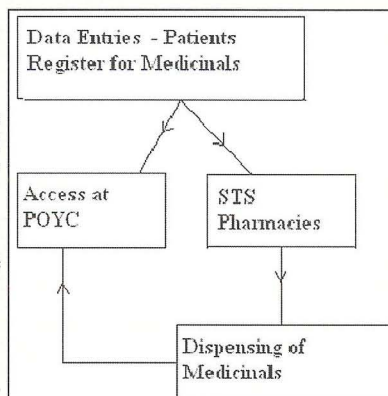 Data Entries - Patients
Register for Medicinals
Access at
POYC
STS
Pharmacies
Dispensing of
Medicinals